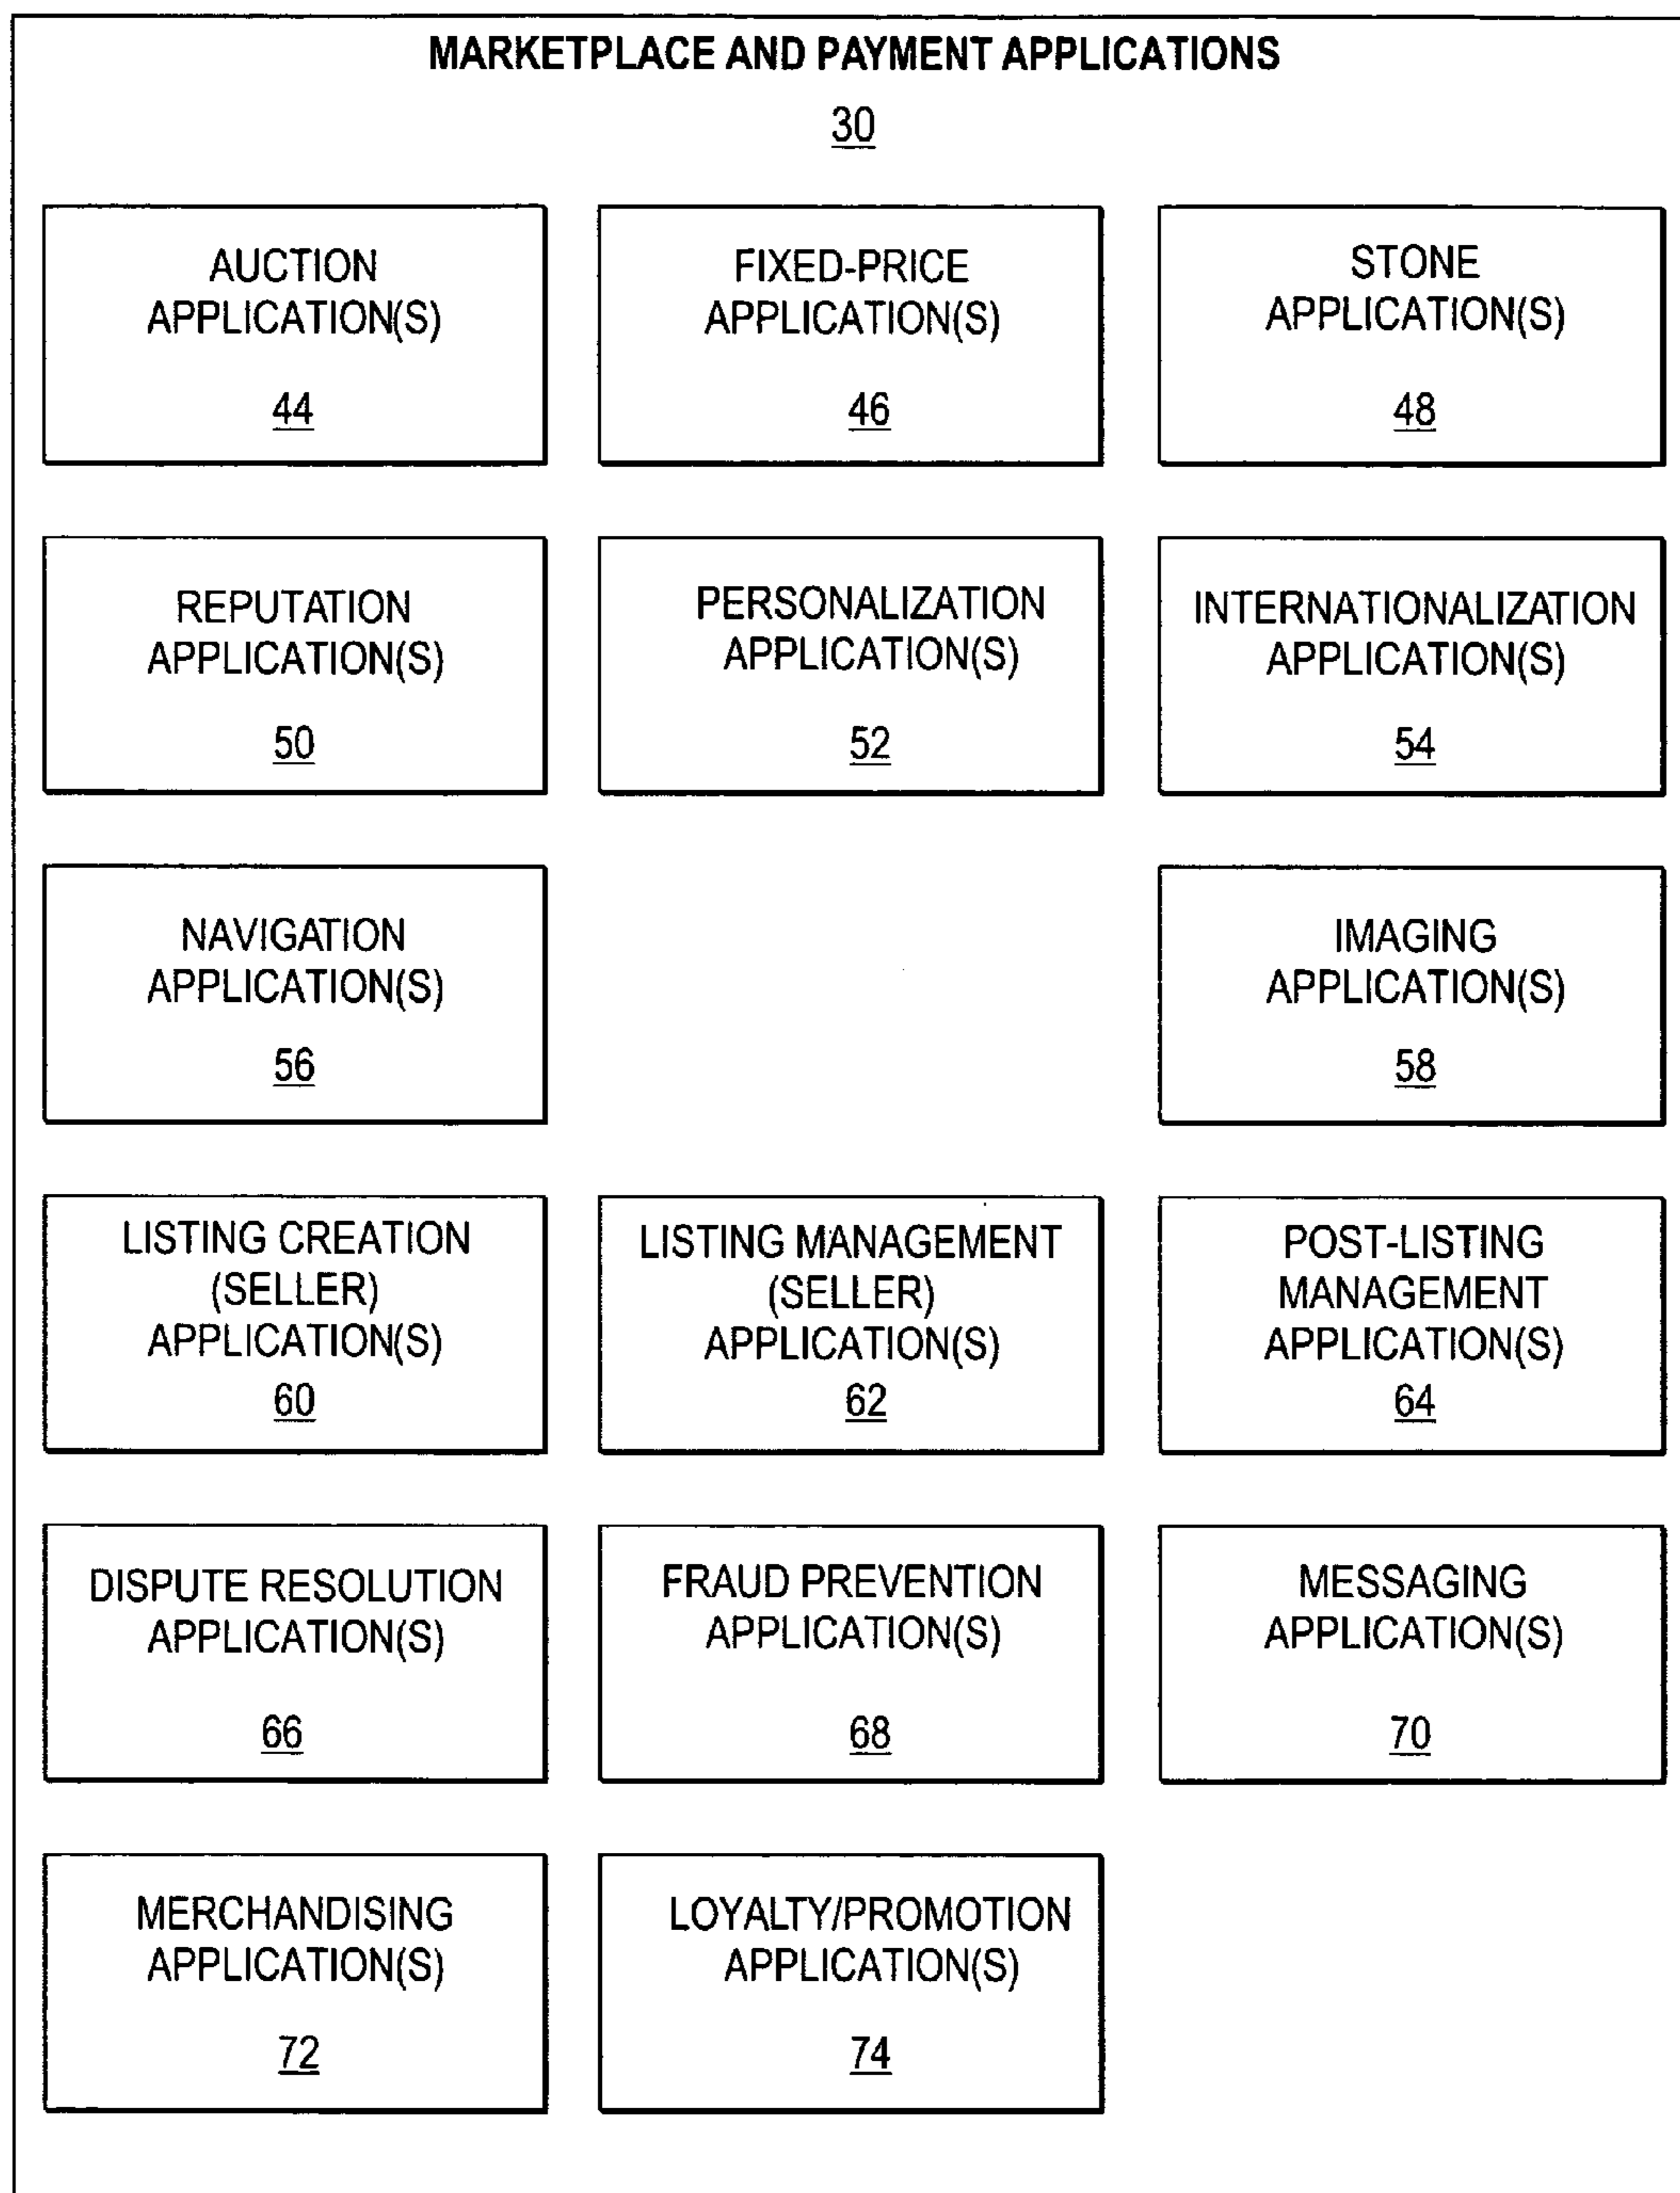 MARKETPLACE AND PAYMENT APPLICATIONS
30
AUCTION
APPLICATION(S)
44
FIXED-PRICE
APPLICATION(S)
46
STONE
APPLICATION(S)
48
REPUTATION
APPLICATION(S)
50
PERSONALIZATION
APPLICATION(S)
52
INTERNATIONALIZATION
APPLICATION(S)
54
NAVIGATION
APPLICATION(S)
56
IMAGING
APPLICATION(S)
58
LISTING CREATION
(SELLER)
APPLICATION(S)
60
LISTING MANAGEMENT
(SELLER)
APPLICATION(S)
62
POST-LISTING
MANAGEMENT
APPLICATION(S)
64
DISPUTE RESOLUTION
APPLICATION(S)
66
FRAUD PREVENTION
APPLICATION(S)
68
MESSAGING
APPLICATION(S)
70
MERCHANDISING
APPLICATION(S)
72
LOYALTY/PROMOTION
APPLICATION(S)
74